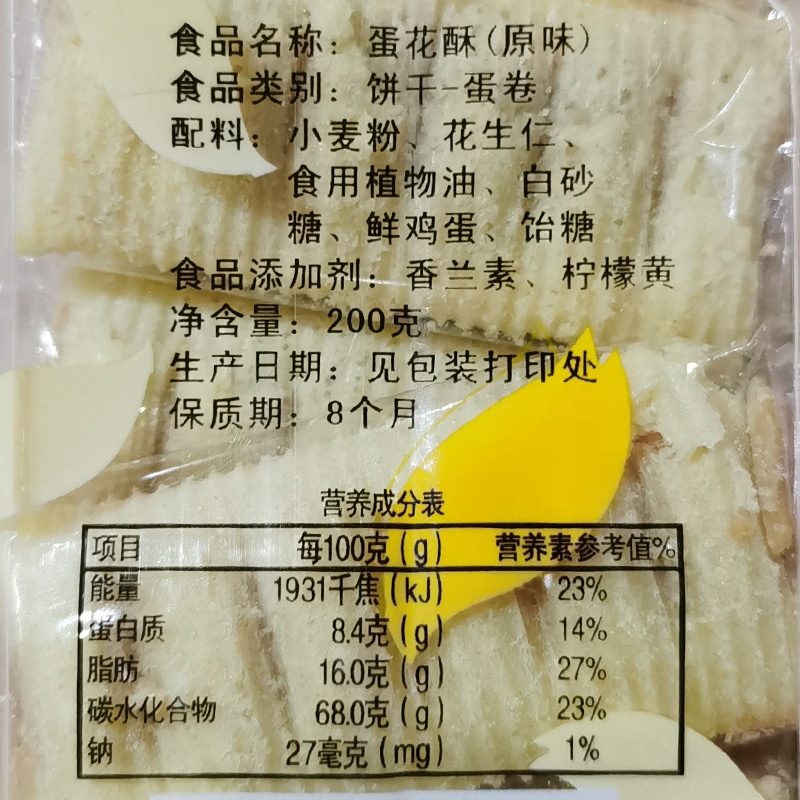 食品名称：蛋花酥(原味)
食品类别：饼干-蛋卷
配料：小麦粉、花生仁、
食用植物油、白砂
糖、鲜鸡蛋、饴糖
食品添加剂：香兰素、柠檬黄
净含量：200克
生产日期：见包装打印处
保质期：8个月
营养成分表
项目 每100克(g) 营养素参考值%
能量 1931千焦(kJ) 23%
蛋白质 8.4克(g) 14%
脂肪 16.0克(g) 27%
碳水化合物 68.0克(g) 23%
钠 27毫克(mg) 1%